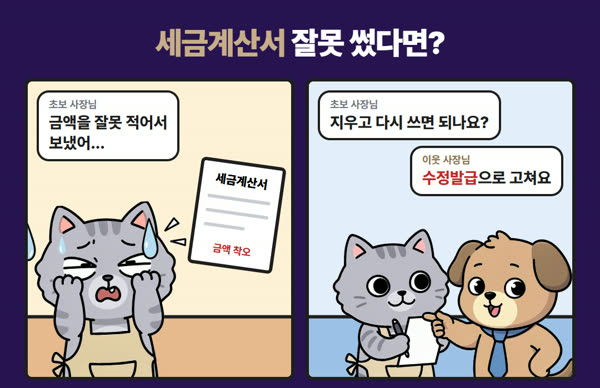 세금계산서 잘못 썼다면?
초보 사장님
금액을 잘못 적어서
보냈어...
세금계산서
금액 착오
초보 사장님
지우고 다시 쓰면 되나요?
이웃 사장님
수정발급으로 고쳐요